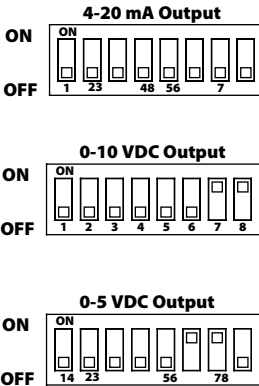 4-20 mA Output
ON
ON
OFF
1 23 48 56 7
0-10 VDC Output
ON
ON
OFF
1 2 3 4 5 6 7 8
0-5 VDC Output
ON
ON
OFF
14 23 56 78